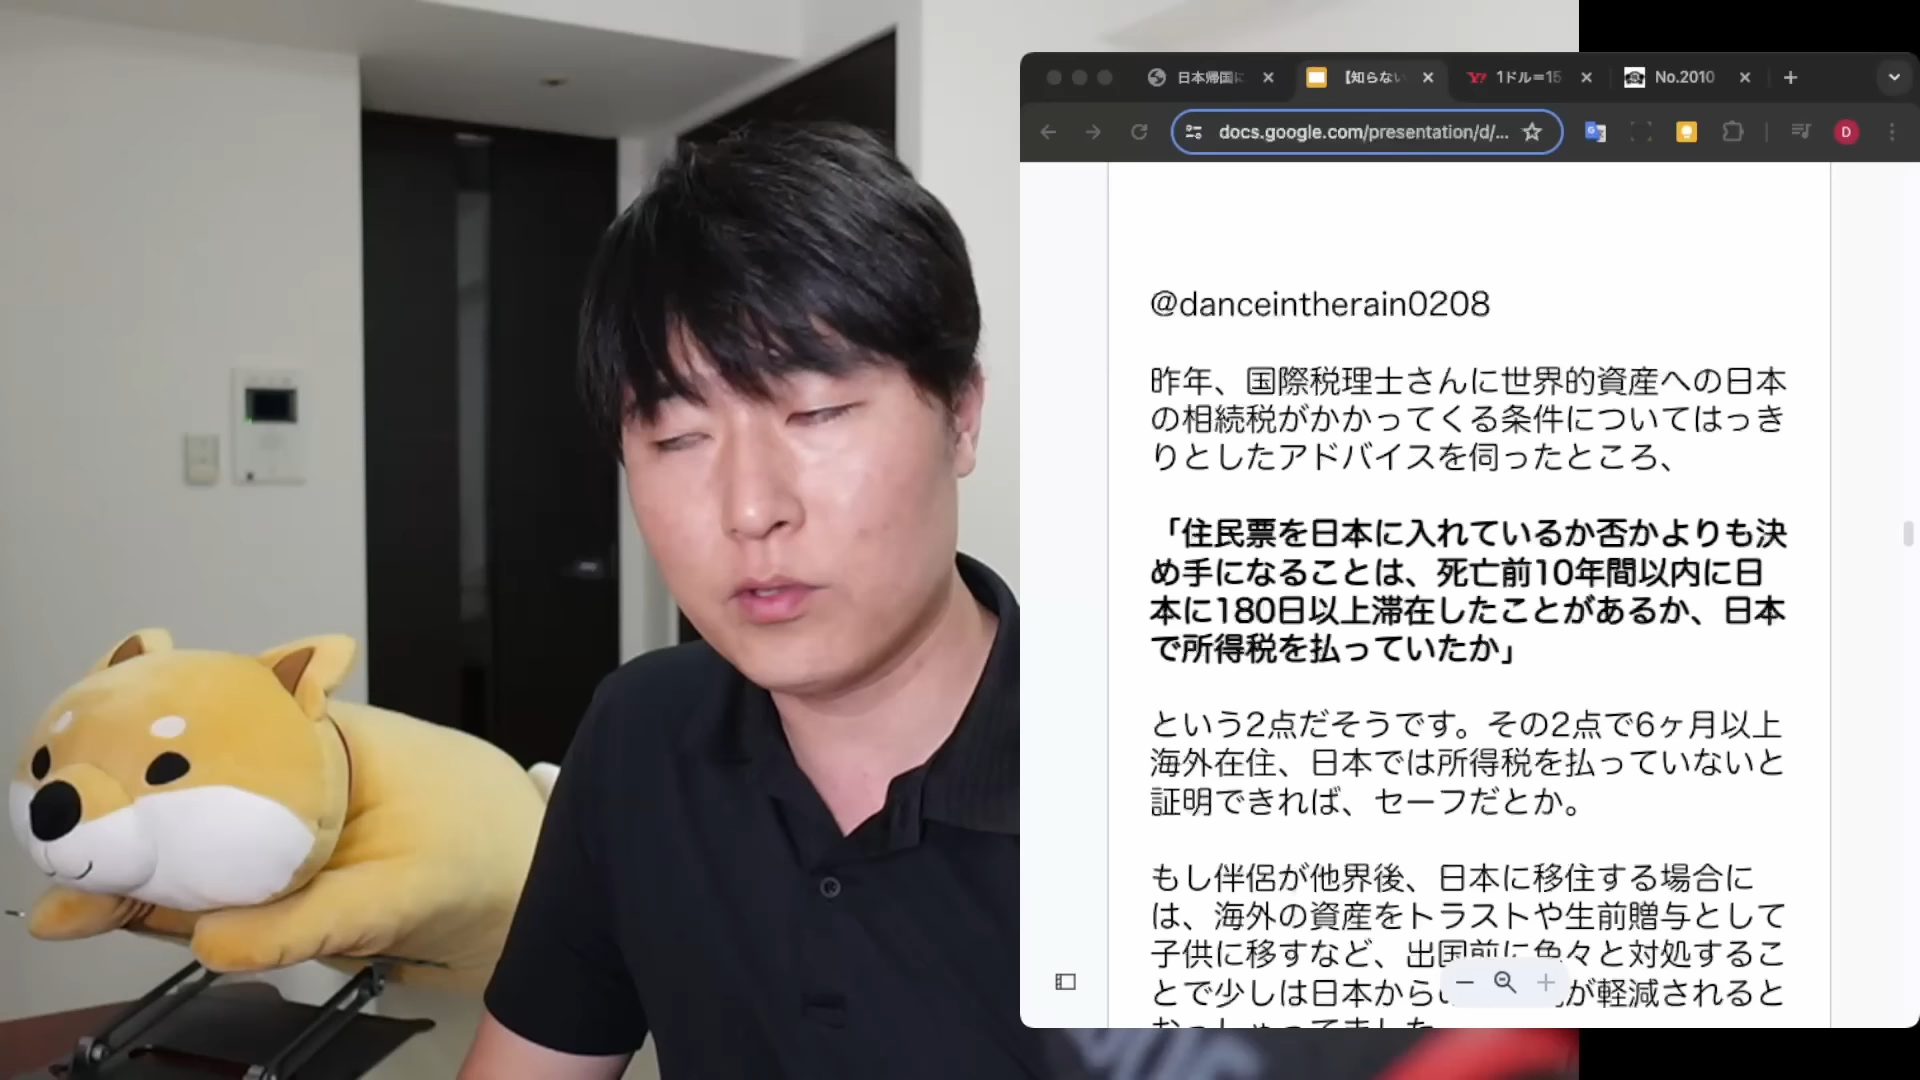 日本帰国に
【知らない
1ドル＝15
No.2010
docs.google.com/presentation/d/...
D
@danceintherain0208
昨年、国際税理士さんに世界的資産への日本
の相続税がかかってくる条件についてはっき
りとしたアドバイスを伺ったところ、
「住民票を日本に入れているか否かよりも決
め手になることは、死亡前10年間以内に日
本に180日以上滞在したことがあるか、日本
で所得税を払っていたか」
という2点だそうです。その2点で6ヶ月以上
海外在住、日本では所得税を払っていないと
証明できれば、セーフだとか。
もし伴侶が他界後、日本に移住する場合に
は、海外の資産をトラストや生前贈与として
子供に移すなど、出国前に色々と対処するこ
とで少しは日本から が軽減されると
おっしゃってました